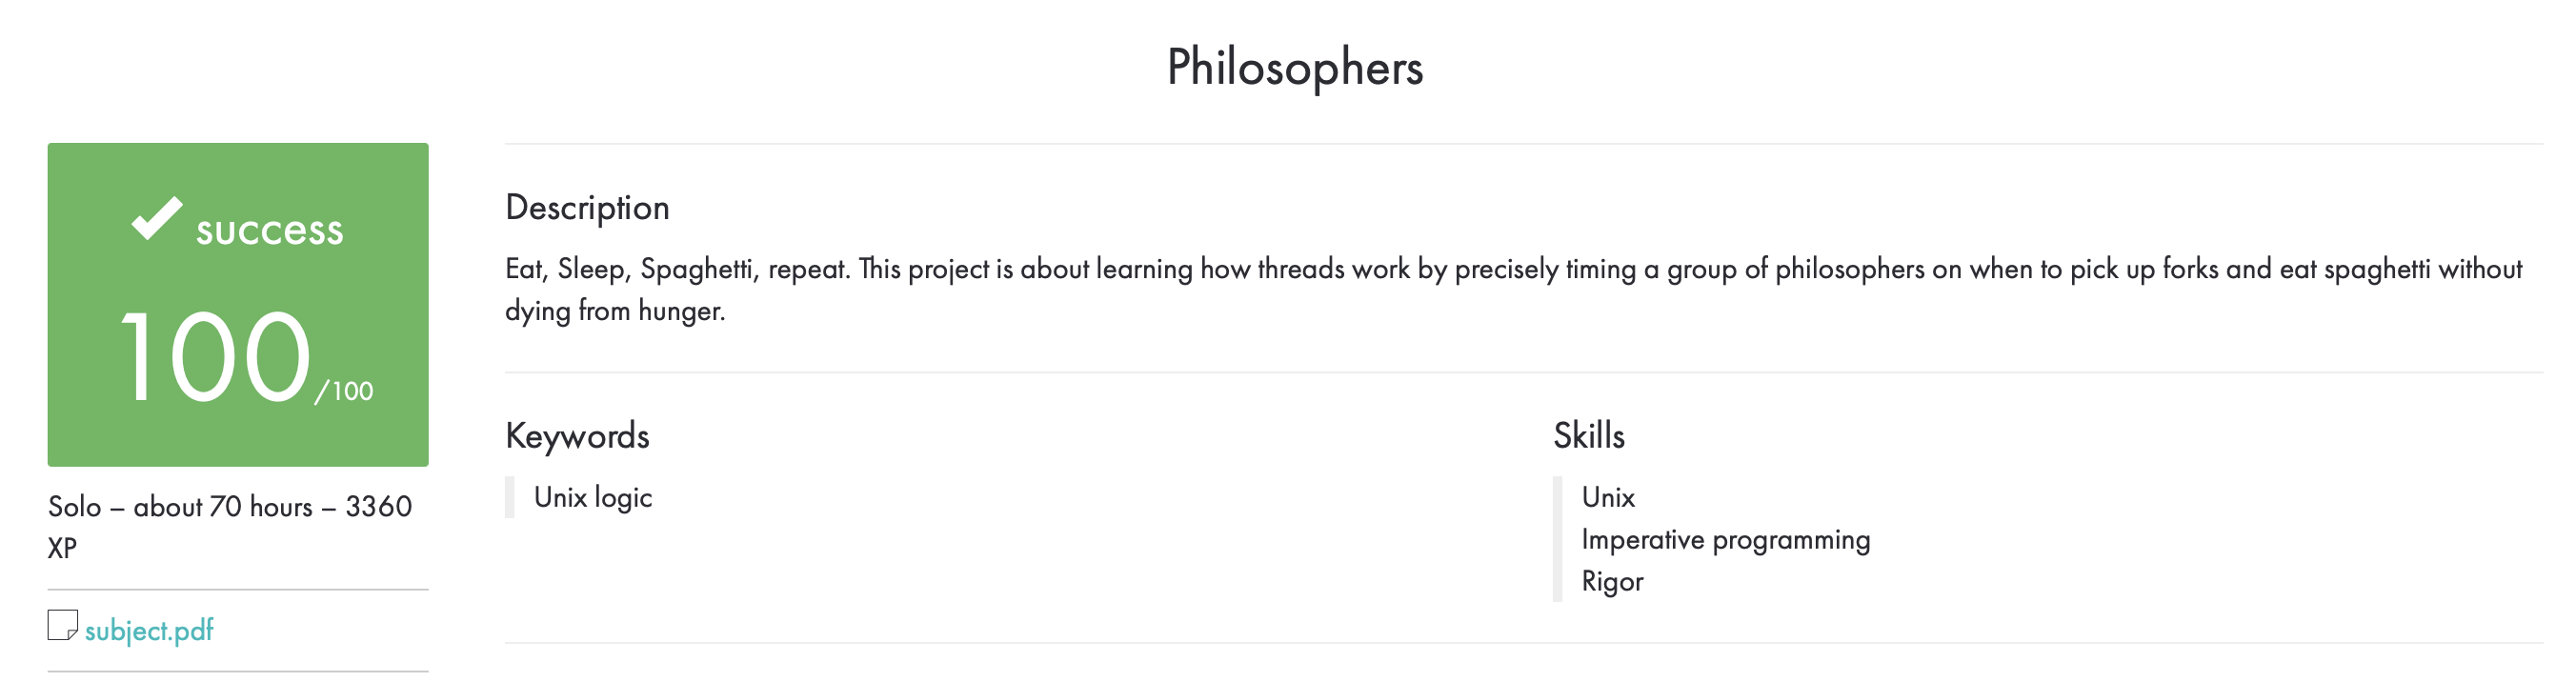 Philosophers
success
100/100
Solo – about 70 hours – 3360
XP
subject.pdf
Description
Eat, Sleep, Spaghetti, repeat. This project is about learning how threads work by precisely timing a group of philosophers on when to pick up forks and eat spaghetti without
dying from hunger.
Keywords
Unix logic
Skills
Unix
Imperative programming
Rigor